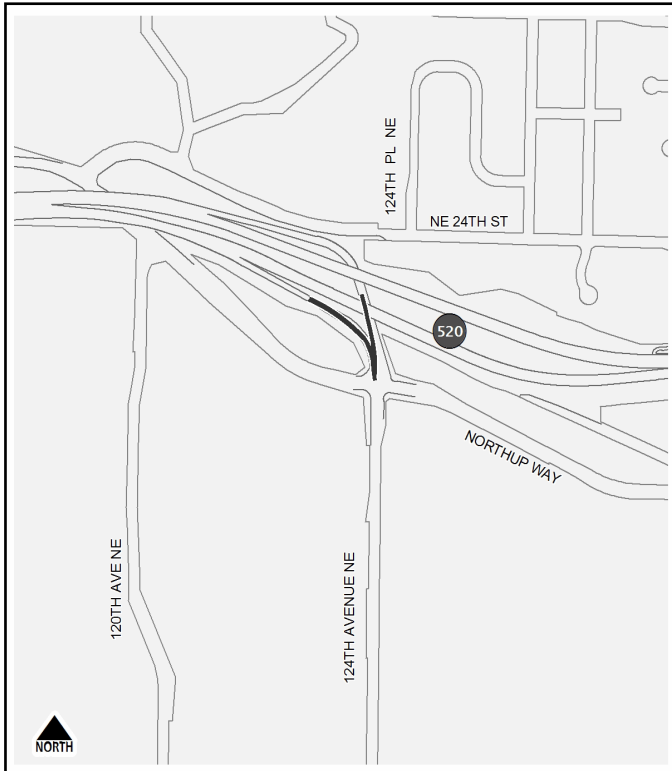 124TH PL NE
NE 24TH ST
520
NORTHUP WAY
120TH AVE NE
124TH AVENUE NE
NORTH